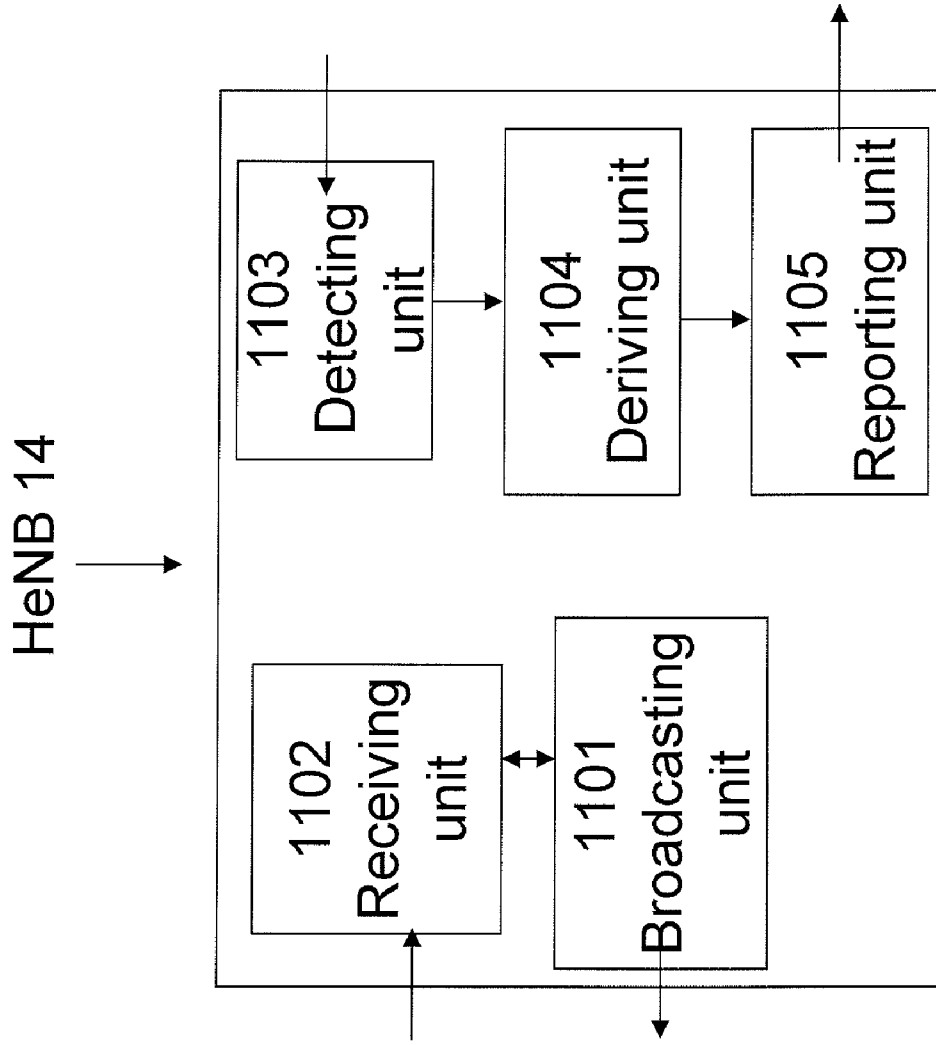 HeNB 14
1102
Receiving
unit
1101
Broadcasting
unit
1103
Detecting
unit
1104
Deriving unit
1105
Reporting unit